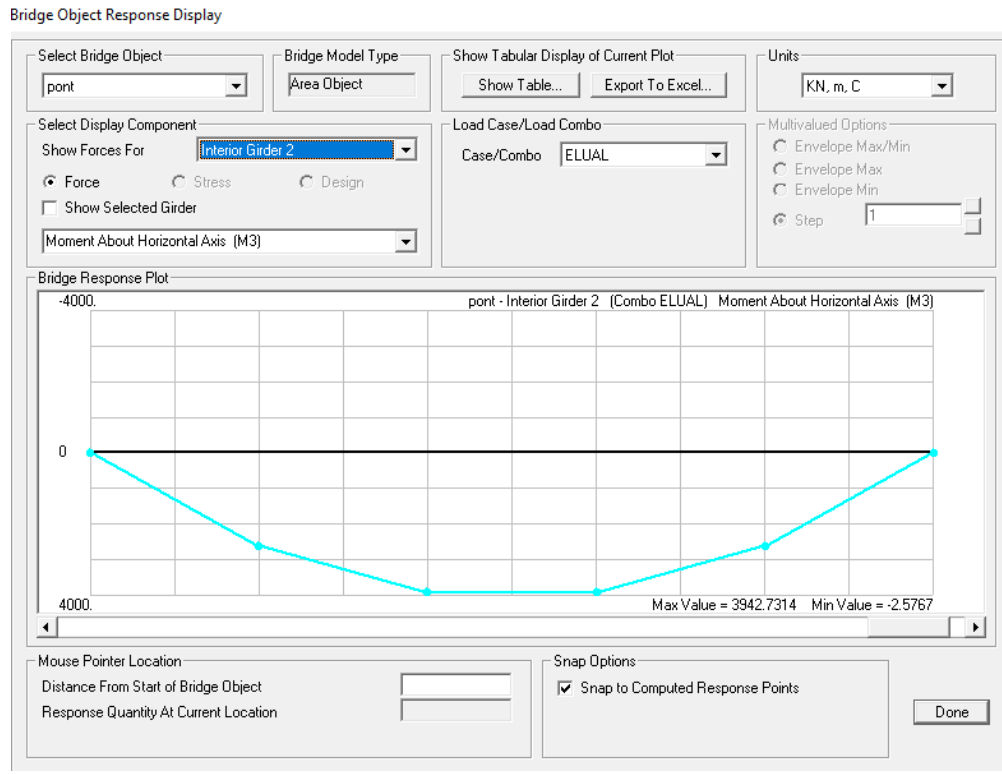 Bridge Object Response Display
Select Bridge Object
pont
Bridge Model Type
Area Object
Show Tabular Display of Current Plot
Show Table...
Export To Excel...
Units
KN, m, C
Select Display Component
Show Forces For
Interior Girder 2
Force
Stress
Design
Show Selected Girder
Moment About Horizontal Axis (M3)
Load Case/Load Combo
Case/Combo
ELUAL
Multivalued Options
Envelope Max/Min
Envelope Max
Envelope Min
Step
1
Bridge Response Plot
-4000.
pont - Interior Girder 2 (Combo ELUAL) Moment About Horizontal Axis (M3)
0
4000.
Max Value = 3942.7314 Min Value = -2.5767
Mouse Pointer Location
Distance From Start of Bridge Object
Response Quantity At Current Location
Snap Options
Snap to Computed Response Points
Done